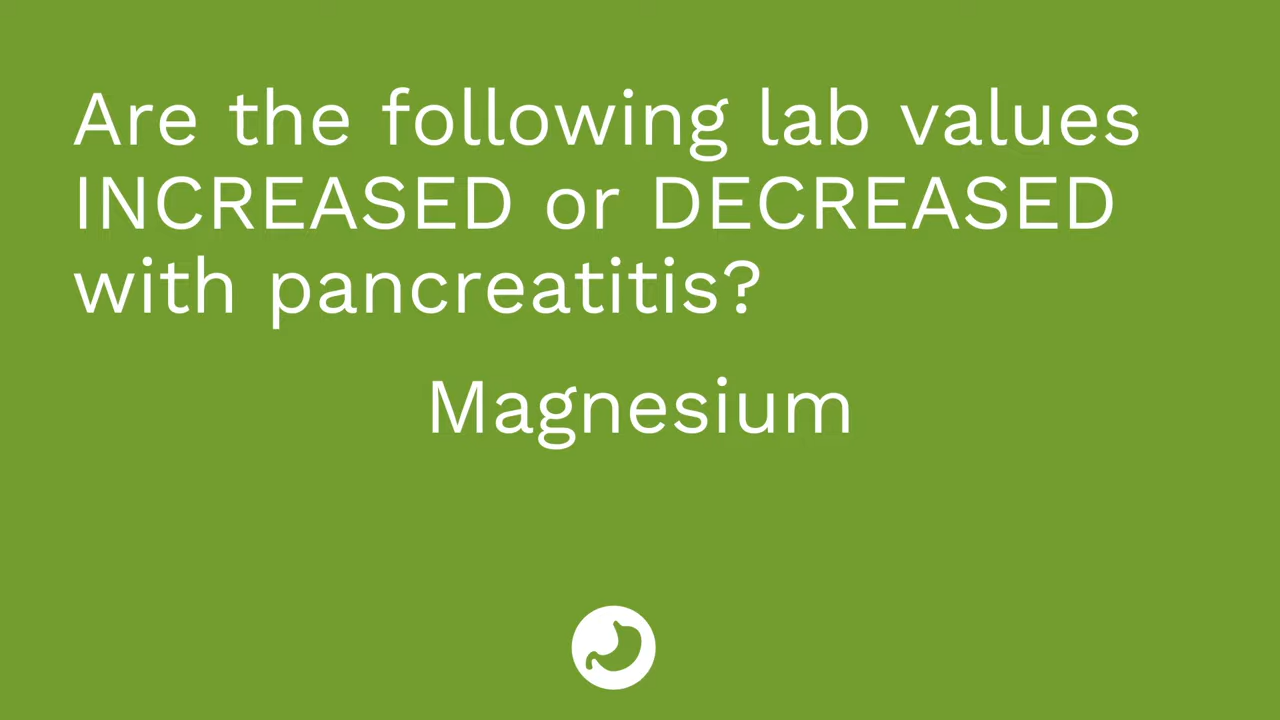 Are the following lab values
INCREASED or DECREASED
with pancreatitis?
Magnesium